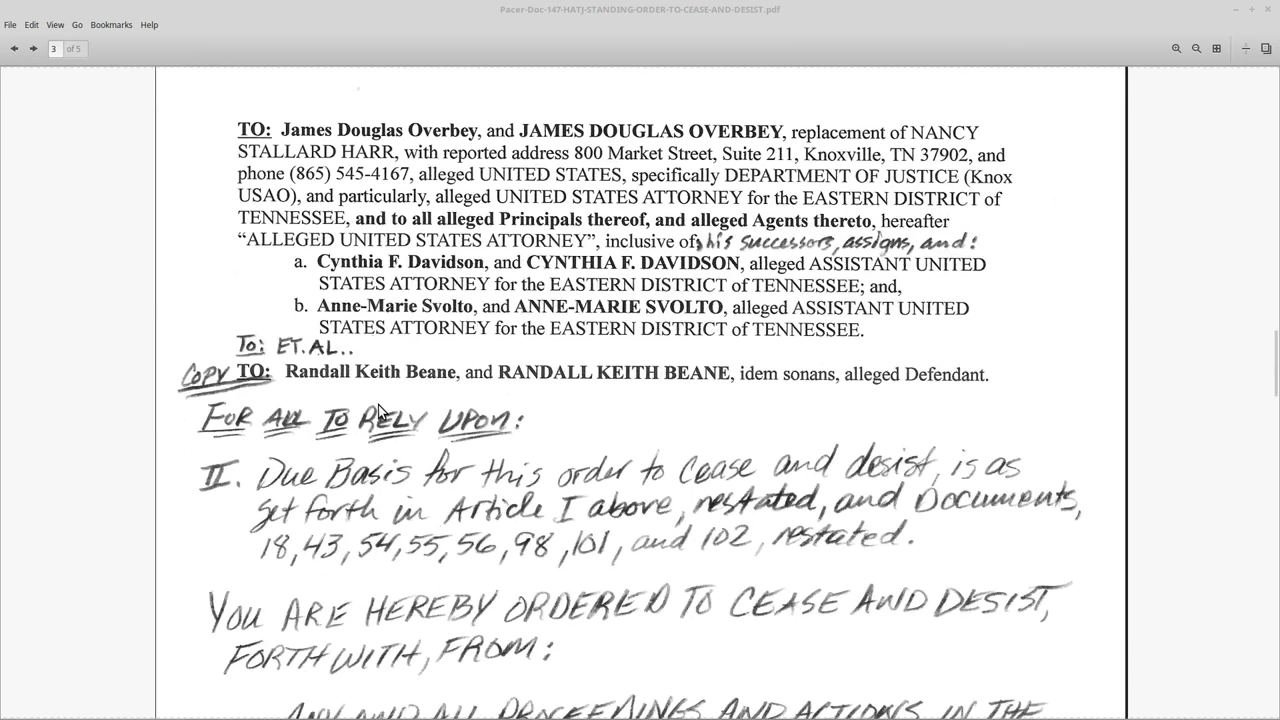 Pacer-Doc-147-HATJ-STANDING-ORDER-TO-CEASE-AND-DESIST.pdf
File Edit View Go Bookmarks Help
3 of 5
TO: James Douglas Overbey, and JAMES DOUGLAS OVERBEY, replacement of NANCY
STALLARD HARR, with reported address 800 Market Street, Suite 211, Knoxville, TN 37902, and
phone (865) 545-4167, alleged UNITED STATES, specifically DEPARTMENT OF JUSTICE (Knox
USAO), and particularly, alleged UNITED STATES ATTORNEY for the EASTERN DISTRICT of
TENNESSEE, and to all alleged Principals thereof, and alleged Agents thereto, hereafter
“ALLEGED UNITED STATES ATTORNEY”, inclusive of, his successors, assigns, and:
a. Cynthia F. Davidson, and CYNTHIA F. DAVIDSON, alleged ASSISTANT UNITED
STATES ATTORNEY for the EASTERN DISTRICT of TENNESSEE; and,
b. Anne-Marie Svolto, and ANNE-MARIE SVOLTO, alleged ASSISTANT UNITED
STATES ATTORNEY for the EASTERN DISTRICT of TENNESSEE.
To: ET. AL..
COPY TO: Randall Keith Beane, and RANDALL KEITH BEANE, idem sonans, alleged Defendant.
FOR ALL TO RELY UPON:
II. Due Basis for this order to cease and desist, is as
set forth in Article I above, restated, and Documents,
18, 43, 54, 55, 56, 98, 101, and 102, restated.
YOU ARE HEREBY ORDERED TO CEASE AND DESIST,
FORTHWITH, FROM:
ANY AND ALL PROCEEDINGS AND ACTIONS IN THE